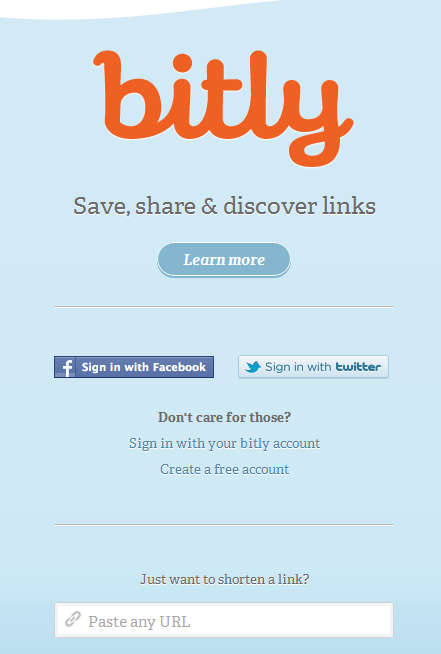 bitly
Save, share & discover links
Learn more
f Sign in with Facebook
Sign in with twitter
Don't care for those?
Sign in with your bitly account
Create a free account
Just want to shorten a link?
Paste any URL